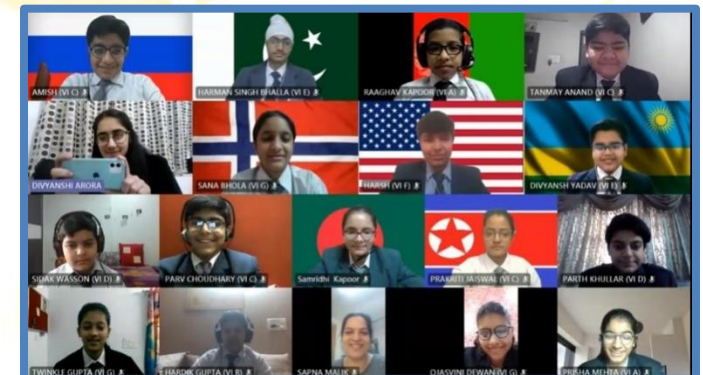 AMISH (VI C)
HARMAN SINGH BHALLA (VI E)
RAAGHAV KAPOOR (VI A)
TANMAY ANAND (VI C)
DIVYANSHI ARORA
SANA BHOLA (VI G)
HARSH (VI F)
DIVYANSH YADAV (VI E)
SIDAK WASSON (VI D)
PARV CHOUDHARY (VI C)
Samridhi Kapoor
PRAKRITI JAISWAL (VI C)
PARTH KHULLAR (VI D)
TWINKLE GUPTA (VI G)
HARDIK GUPTA (VI B)
SAPNA MALIK
OJASVINI DEWAN (VI G)
PRISHA MEHTA (VI A)